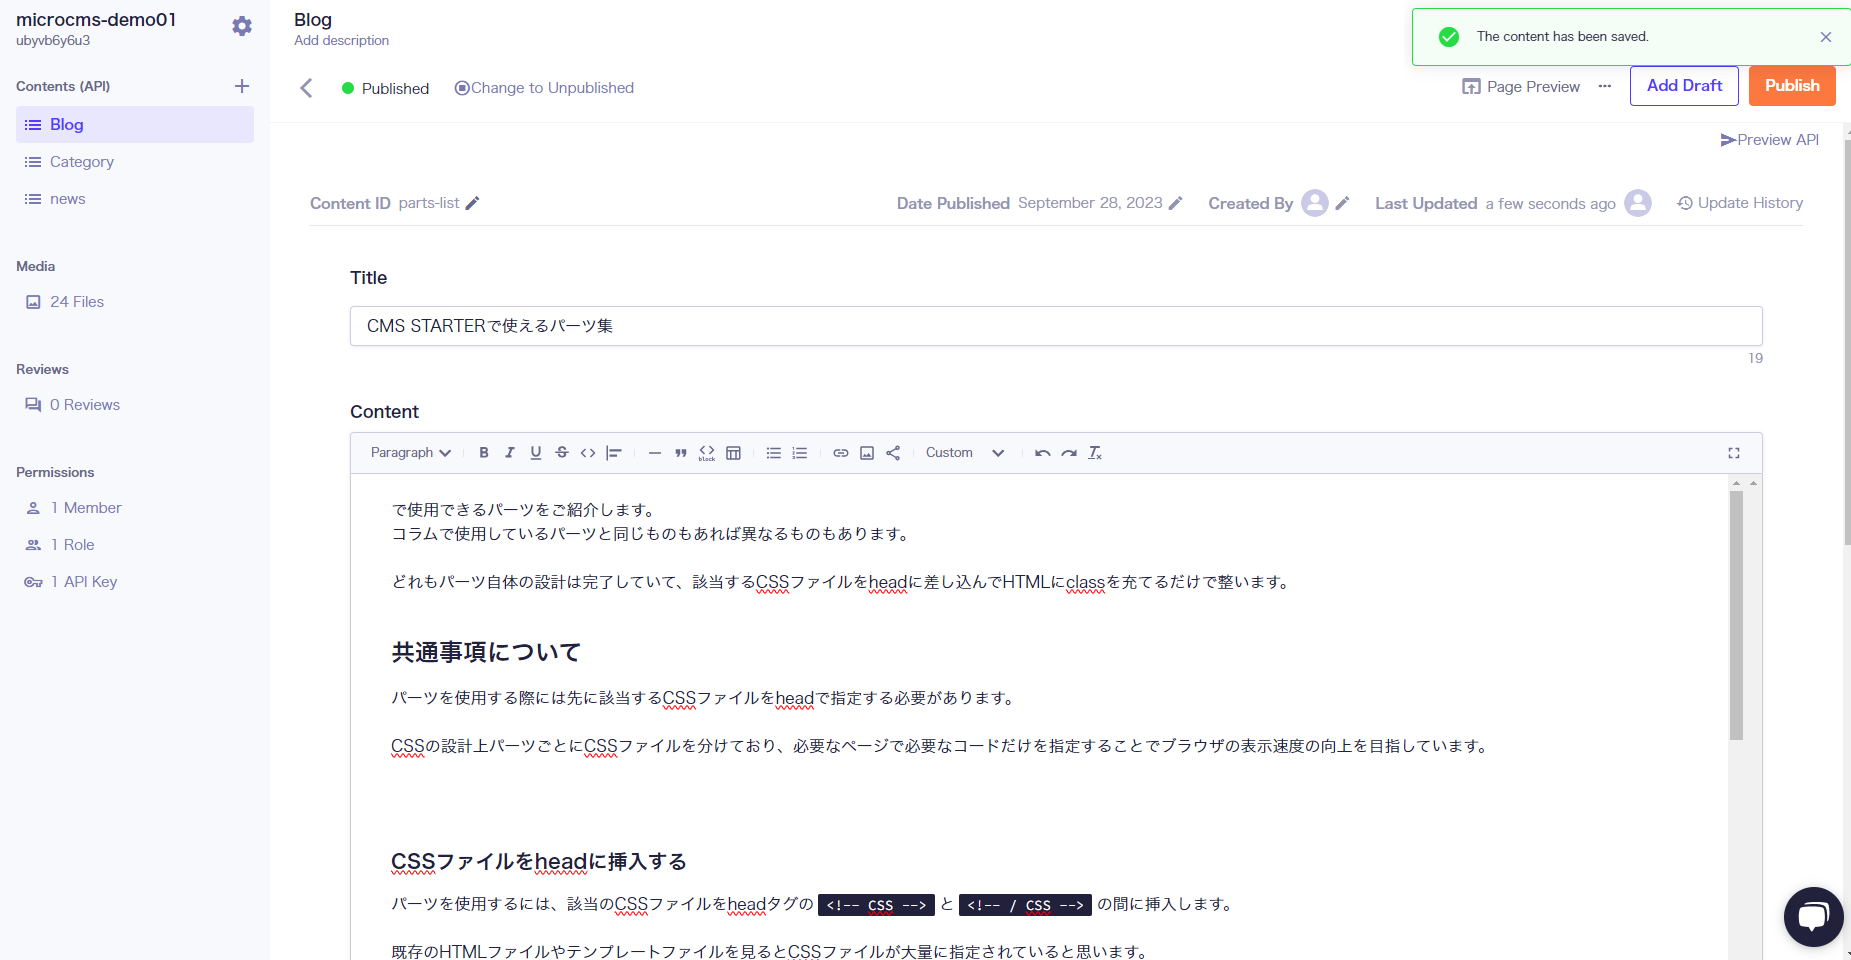 microcms-demo01
ubyvb6y6u3
Contents (API)
Blog
Category
news
Media
24 Files
Reviews
0 Reviews
Permissions
1 Member
1 Role
1 API Key
Blog
Add description
The content has been saved.
Published
Change to Unpublished
Page Preview
Add Draft
Publish
Preview API
Content ID parts-list
Date Published September 28, 2023
Created By
Last Updated a few seconds ago
Update History
Title
CMS STARTERで使えるパーツ集
19
Content
Paragraph
block
Custom
で使用できるパーツをご紹介します。
コラムで使用しているパーツと同じものもあれば異なるものもあります。
どれもパーツ自体の設計は完了していて、該当するCSSファイルをheadに差し込んでHTMLにclassを充てるだけで整います。
共通事項について
パーツを使用する際には先に該当するCSSファイルをheadで指定する必要があります。
CSSの設計上パーツごとにCSSファイルを分けており、必要なページで必要なコードだけを指定することでブラウザの表示速度の向上を目指しています。
CSSファイルをheadに挿入する
パーツを使用するには、該当のCSSファイルをheadタグの <!-- CSS --> と <!-- / CSS --> の間に挿入します。
既存のHTMLファイルやテンプレートファイルを見るとCSSファイルが大量に指定されていると思います。